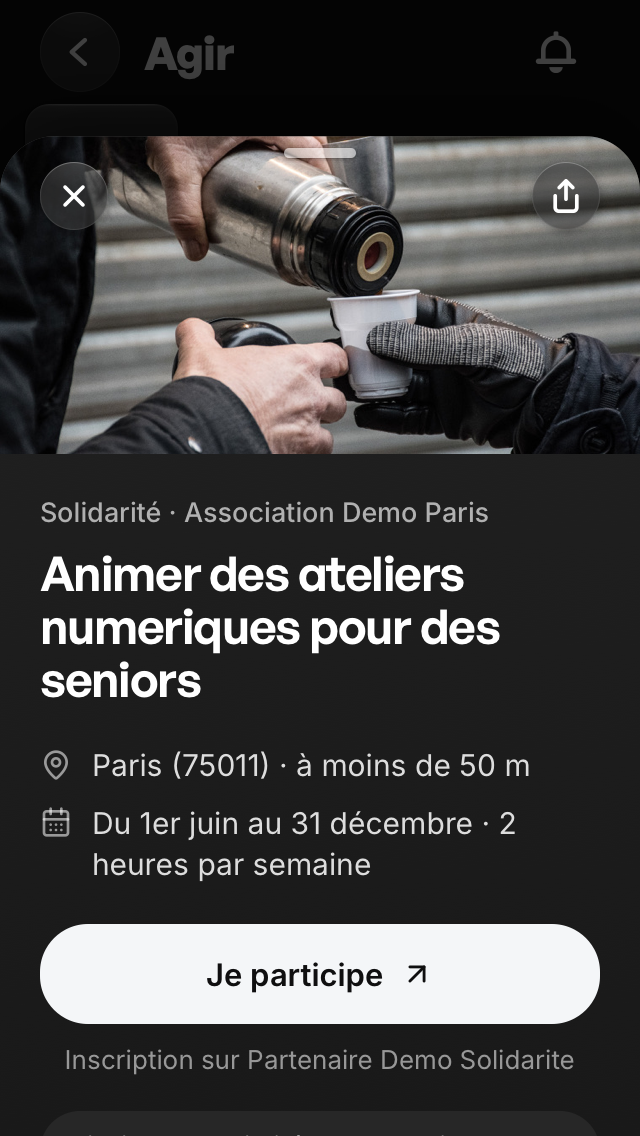 Agir
Solidarité · Association Demo Paris
Animer des ateliers
numeriques pour des
seniors
Paris (75011) · à moins de 50 m
Du 1er juin au 31 décembre · 2
heures par semaine
Je participe
Inscription sur Partenaire Demo Solidarite